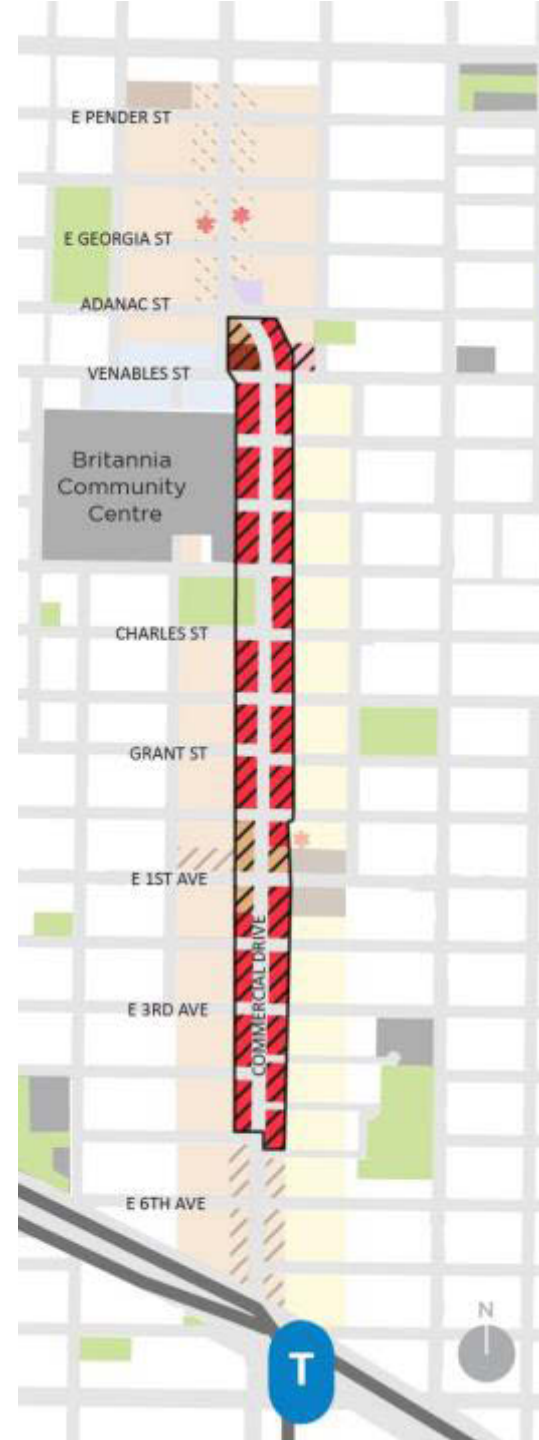 E PENDER ST
E GEORGIA ST
ADANAC ST
VENABLES ST
Britannia
Community
Centre
CHARLES ST
GRANT ST
E 1ST AVE
COMMERCIAL DRIVE
E 3RD AVE
E 6TH AVE
N
T